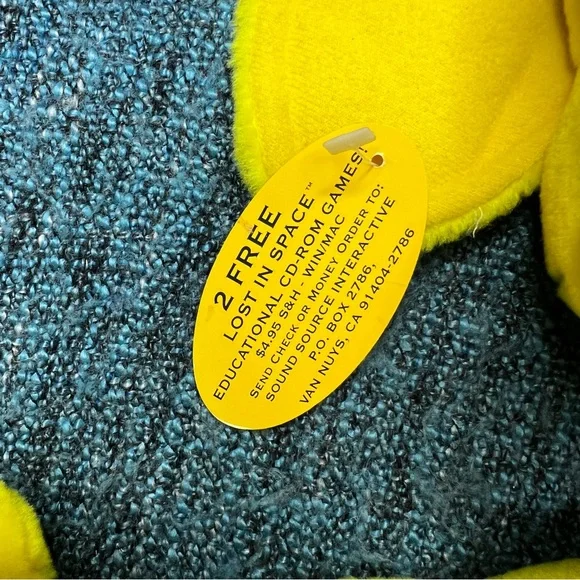 2 FREE
LOST IN SPACE™
EDUCATIONAL CD-ROM GAMES!
$4.95 S&H - WIN/MAC
SEND CHECK OR MONEY ORDER TO:
SOUND SOURCE INTERACTIVE
P.O. BOX 2786,
VAN NUYS, CA 91404-2786